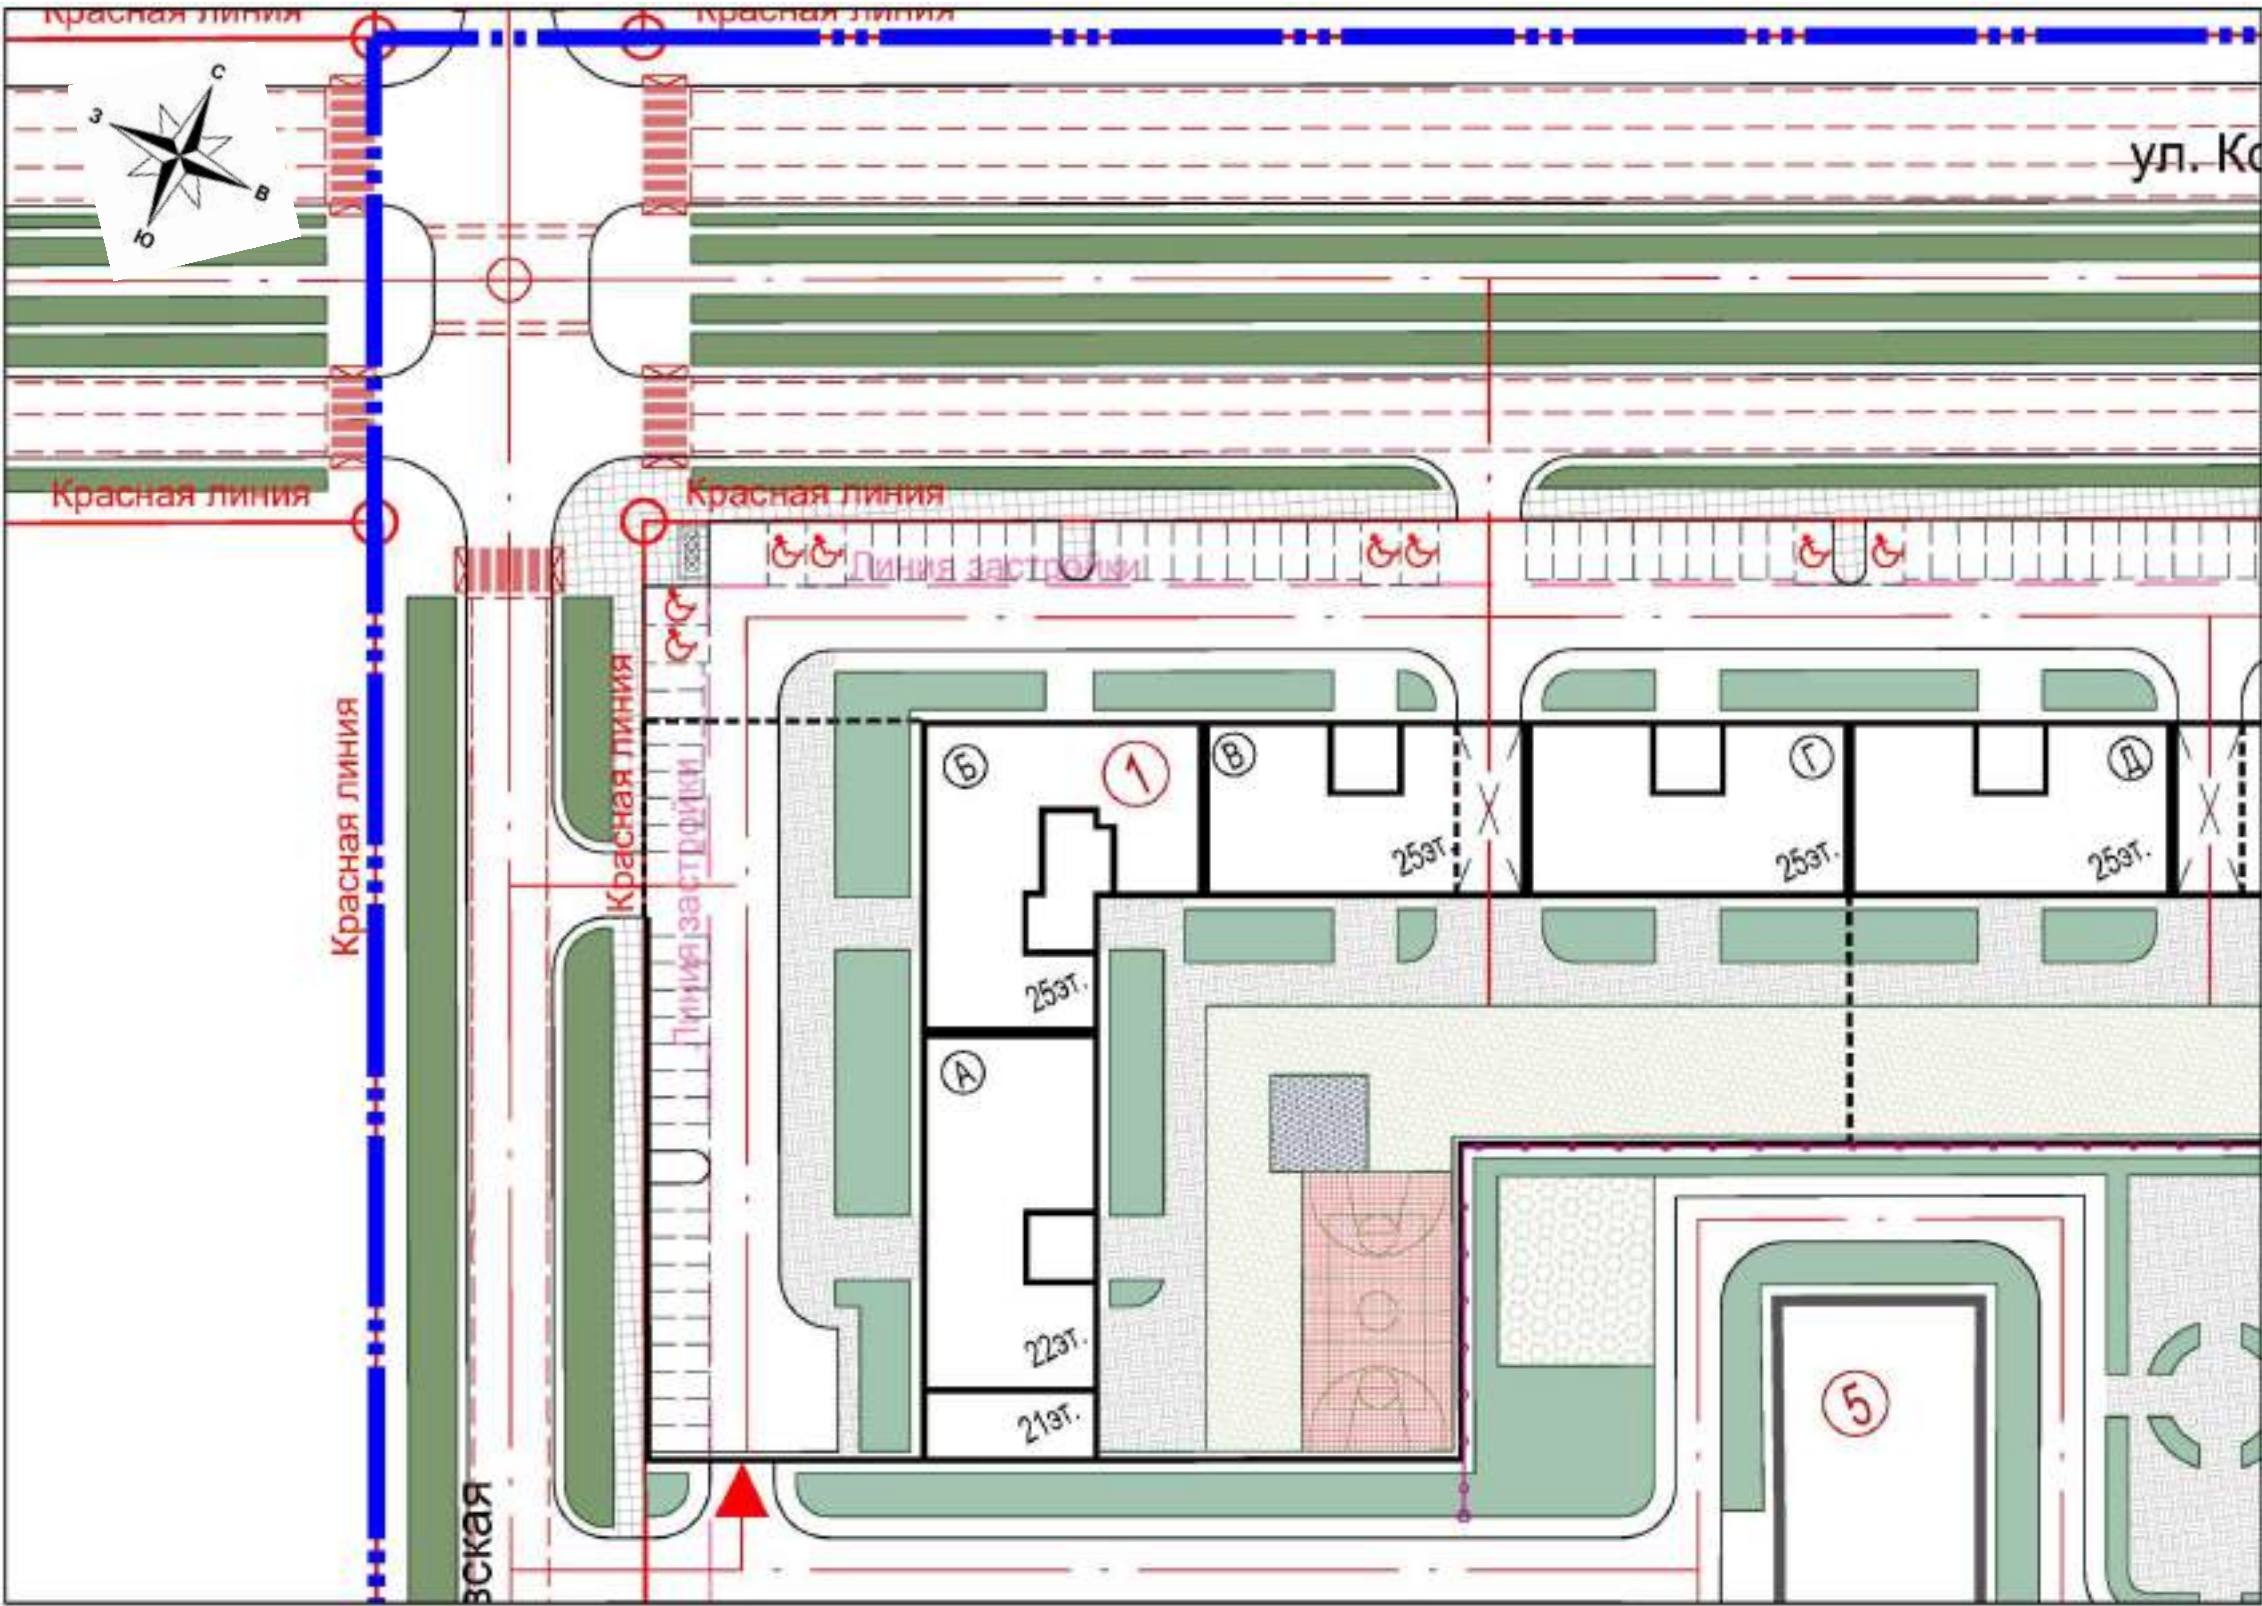 Красная линия
Красная линия
С
З
В
Ю
ул. Ко
Красная линия
Красная линия
Линия застройки
Красная линия
Красная линия
Линия застройки
Б
1
В
Г
Д
25эт.
25эт.
25эт.
25эт.
А
22эт.
21эт.
5
вская